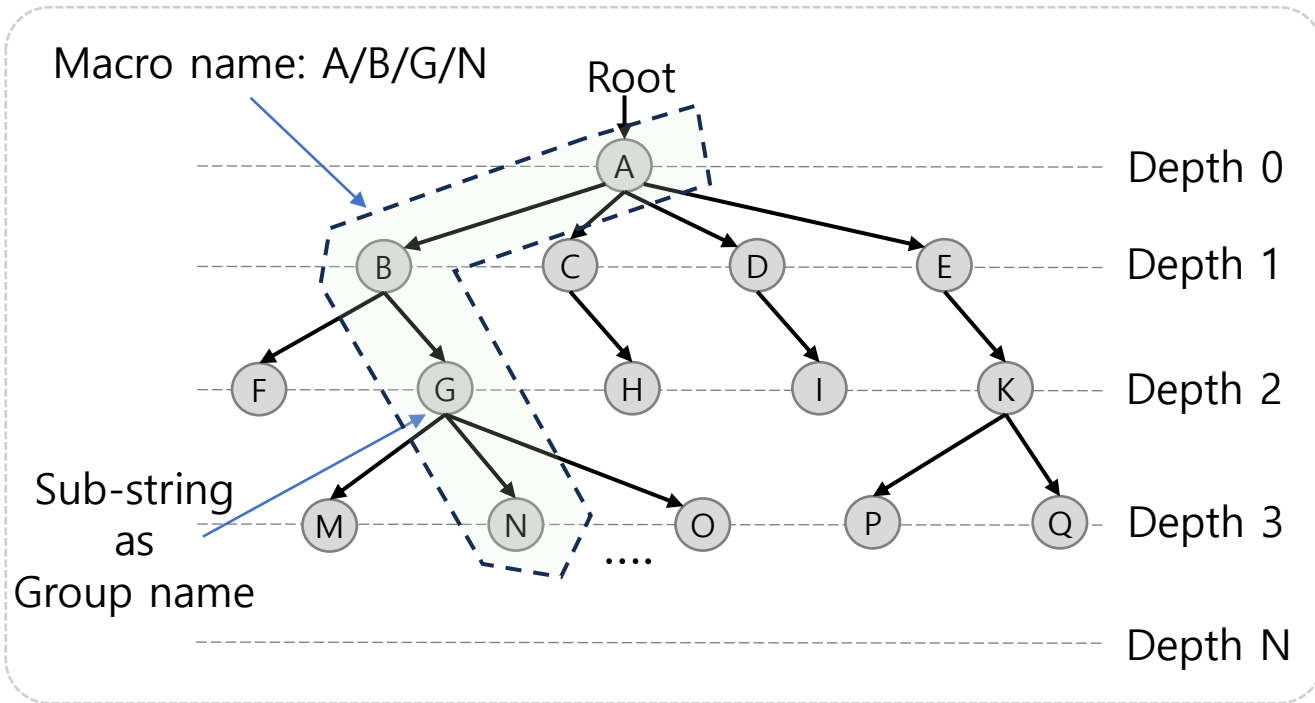 Macro name: A/B/G/N
Root
A
Depth 0
B
C
D
E
Depth 1
F
G
H
I
K
Depth 2
Sub-string
as
Group name
M
N
O
P
Q
Depth 3
....
Depth N